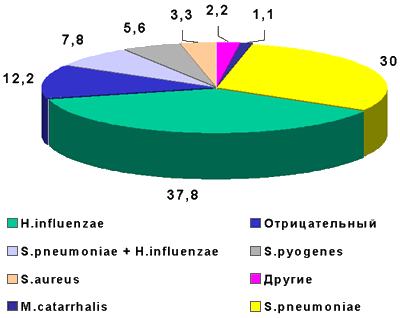 3,3
2,2
1,1
5,6
7,8
30
12,2
37,8
H.influenzae
Отрицательный
S.pneumoniae + H.influenzae
S.pyogenes
S.aureus
Другие
M.catarrhalis
S.pneumoniae